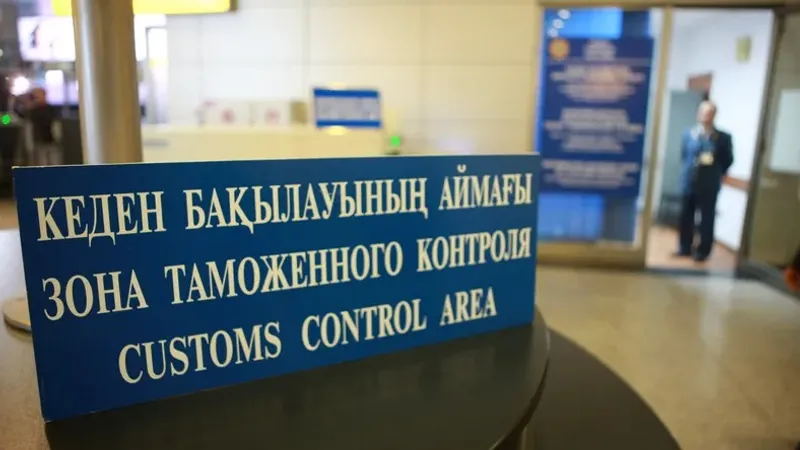 КЕДЕН БАҚЫЛАУЫНЫҢ АЙМАҒЫ
ЗОНА ТАМОЖЕННОГО КОНТРОЛЯ
CUSTOMS CONTROL AREA